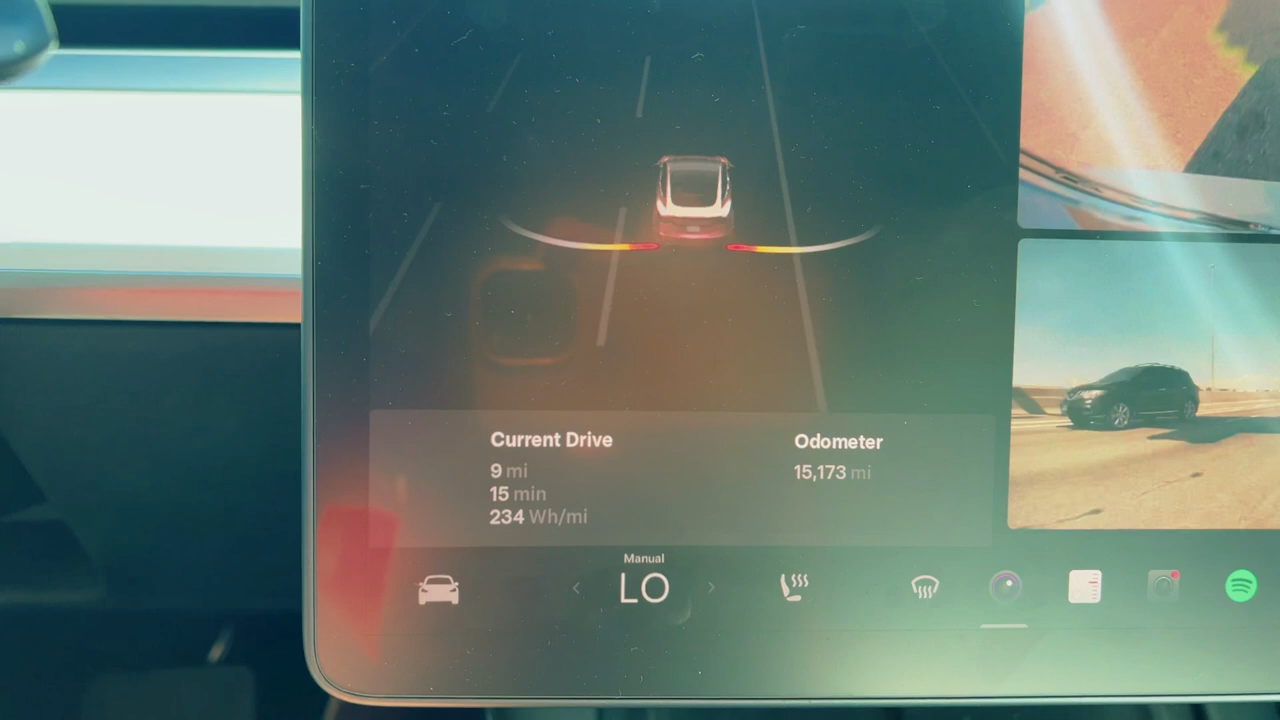 Current Drive
9 mi
15 min
234 Wh/mi
Odometer
15,173 mi
Manual
LO